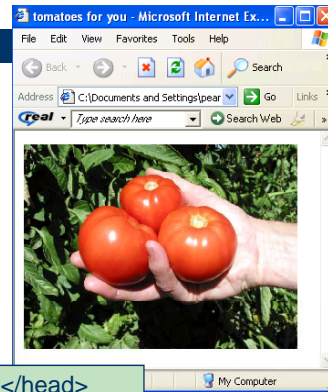 tomatoes for you - Microsoft Internet Ex...
File Edit View Favorites Tools Help
Back Search
Address C:\Documents and Settings\pear Go Links »
real Type search here Search Web »
My Computer
</head>